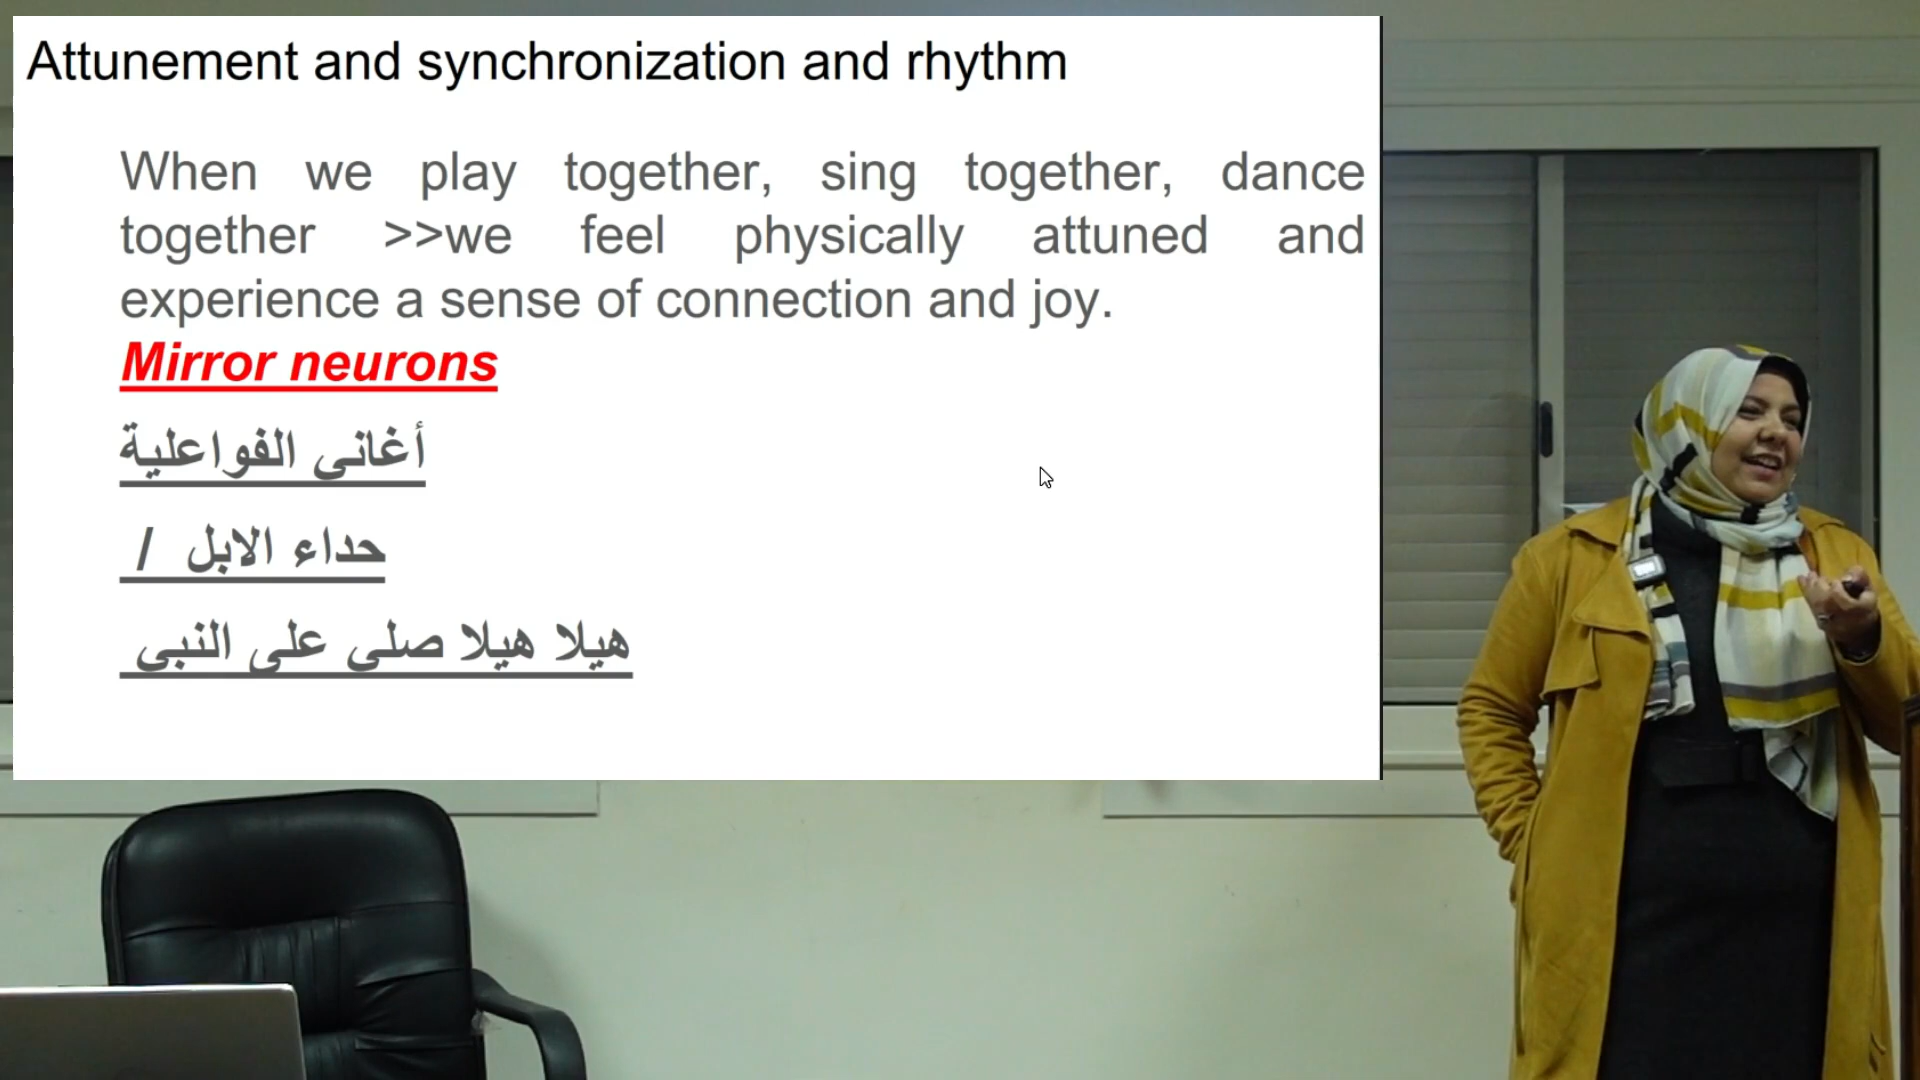 Attunement and synchronization and rhythm
When we play together, sing together, dance
together >>we feel physically attuned and
experience a sense of connection and joy.
Mirror neurons
أغانى الفواعلية
حداء الابل /
هيلا هيلا صلى على النبى